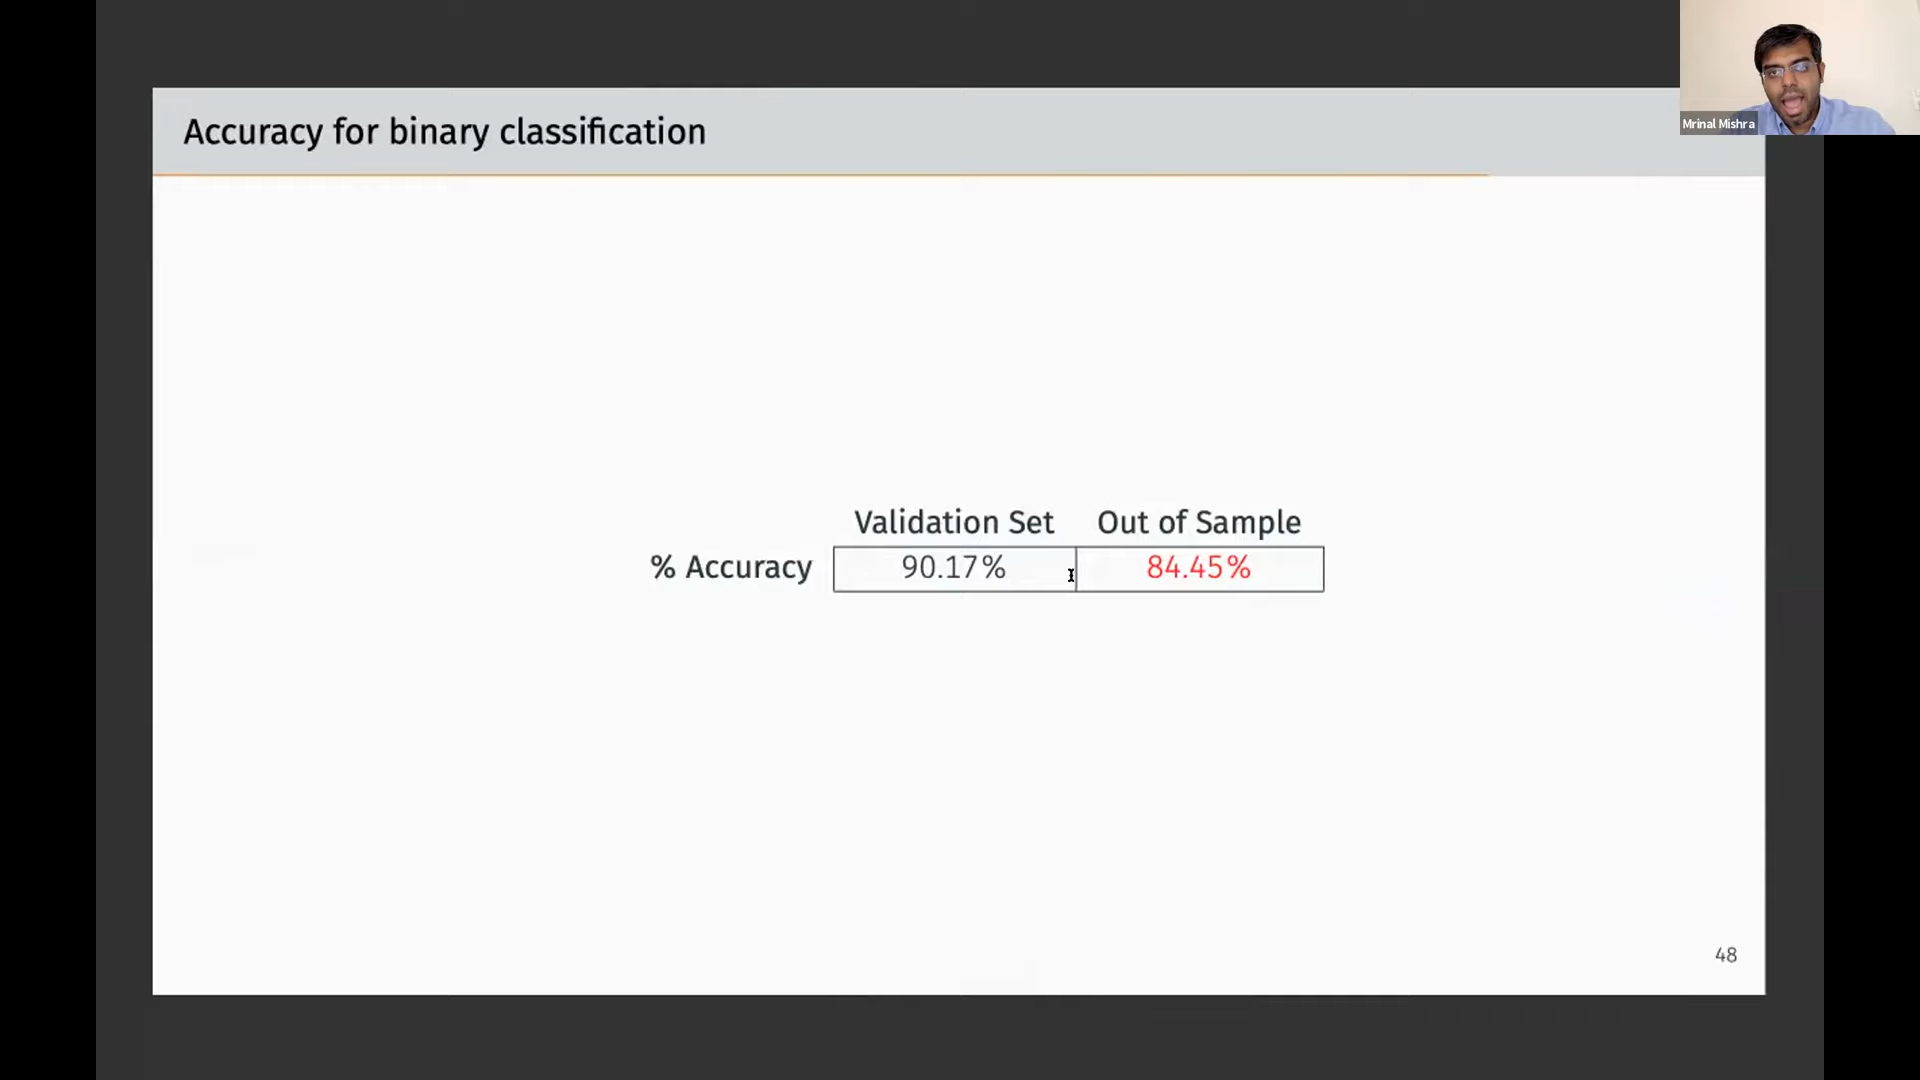 Mrinal Mishra
Accuracy for binary classification
Validation Set Out of Sample
% Accuracy 90.17% 84.45%
48